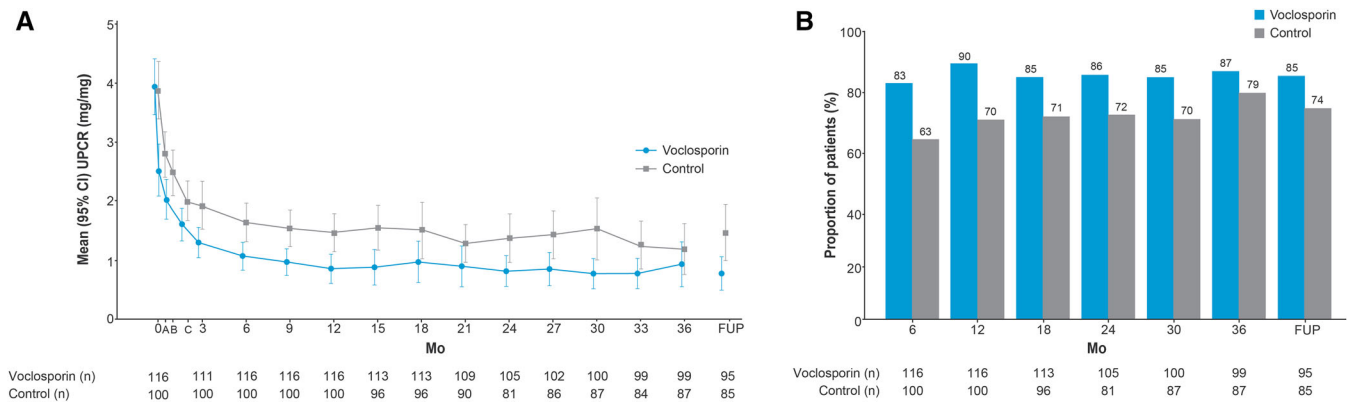 A
Mean (95% CI) UPCR (mg/mg)
5
4
3
2
1
0
Voclosporin
Control
0 A B C 3 6 9 12 15 18 21 24 27 30 33 36 FUP
Mo
Voclosporin (n) 116 111 116 116 116 113 113 109 105 102 100 99 99 95
Control (n) 100 100 100 100 100 96 96 90 81 86 87 84 87 85
B
Voclosporin
Control
Proportion of patients (%)
100
80
60
40
20
0
83 63 90 70 85 71 86 72 85 70 87 79 85 74
6 12 18 24 30 36 FUP
Mo
Voclosporin (n) 116 116 113 105 100 99 95
Control (n) 100 100 96 81 87 87 85